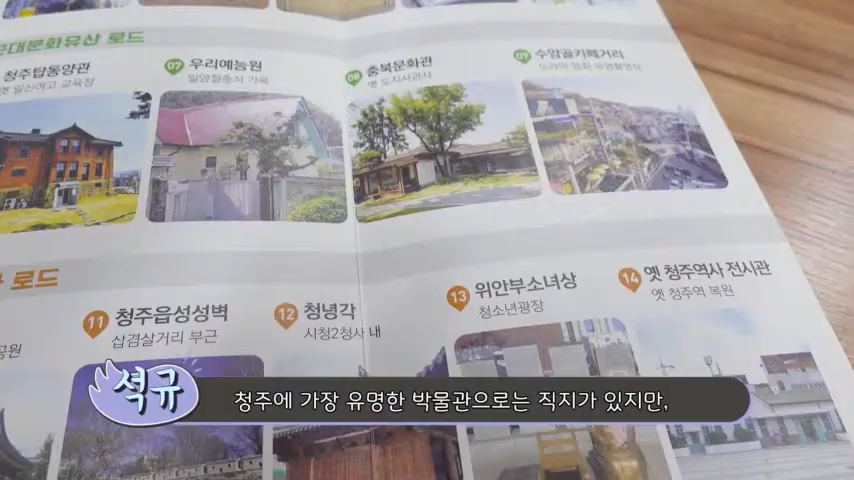 근대문화유산 로드
청주탑동양관
옛 일신여고 교육장
07 우리예능원
일양절충식 가옥
08 충북문화관
옛 도지사관사
09 수암골카페거리
드라마 영화 유명촬영지
로드
공원
11 청주읍성성벽
삽겹살거리 부근
12 청녕각
시청2청사 내
13 위안부소녀상
청소년광장
14 옛 청주역사 전시관
옛 청주역 복원
석규
청주에 가장 유명한 박물관으로는 직지가 있지만,